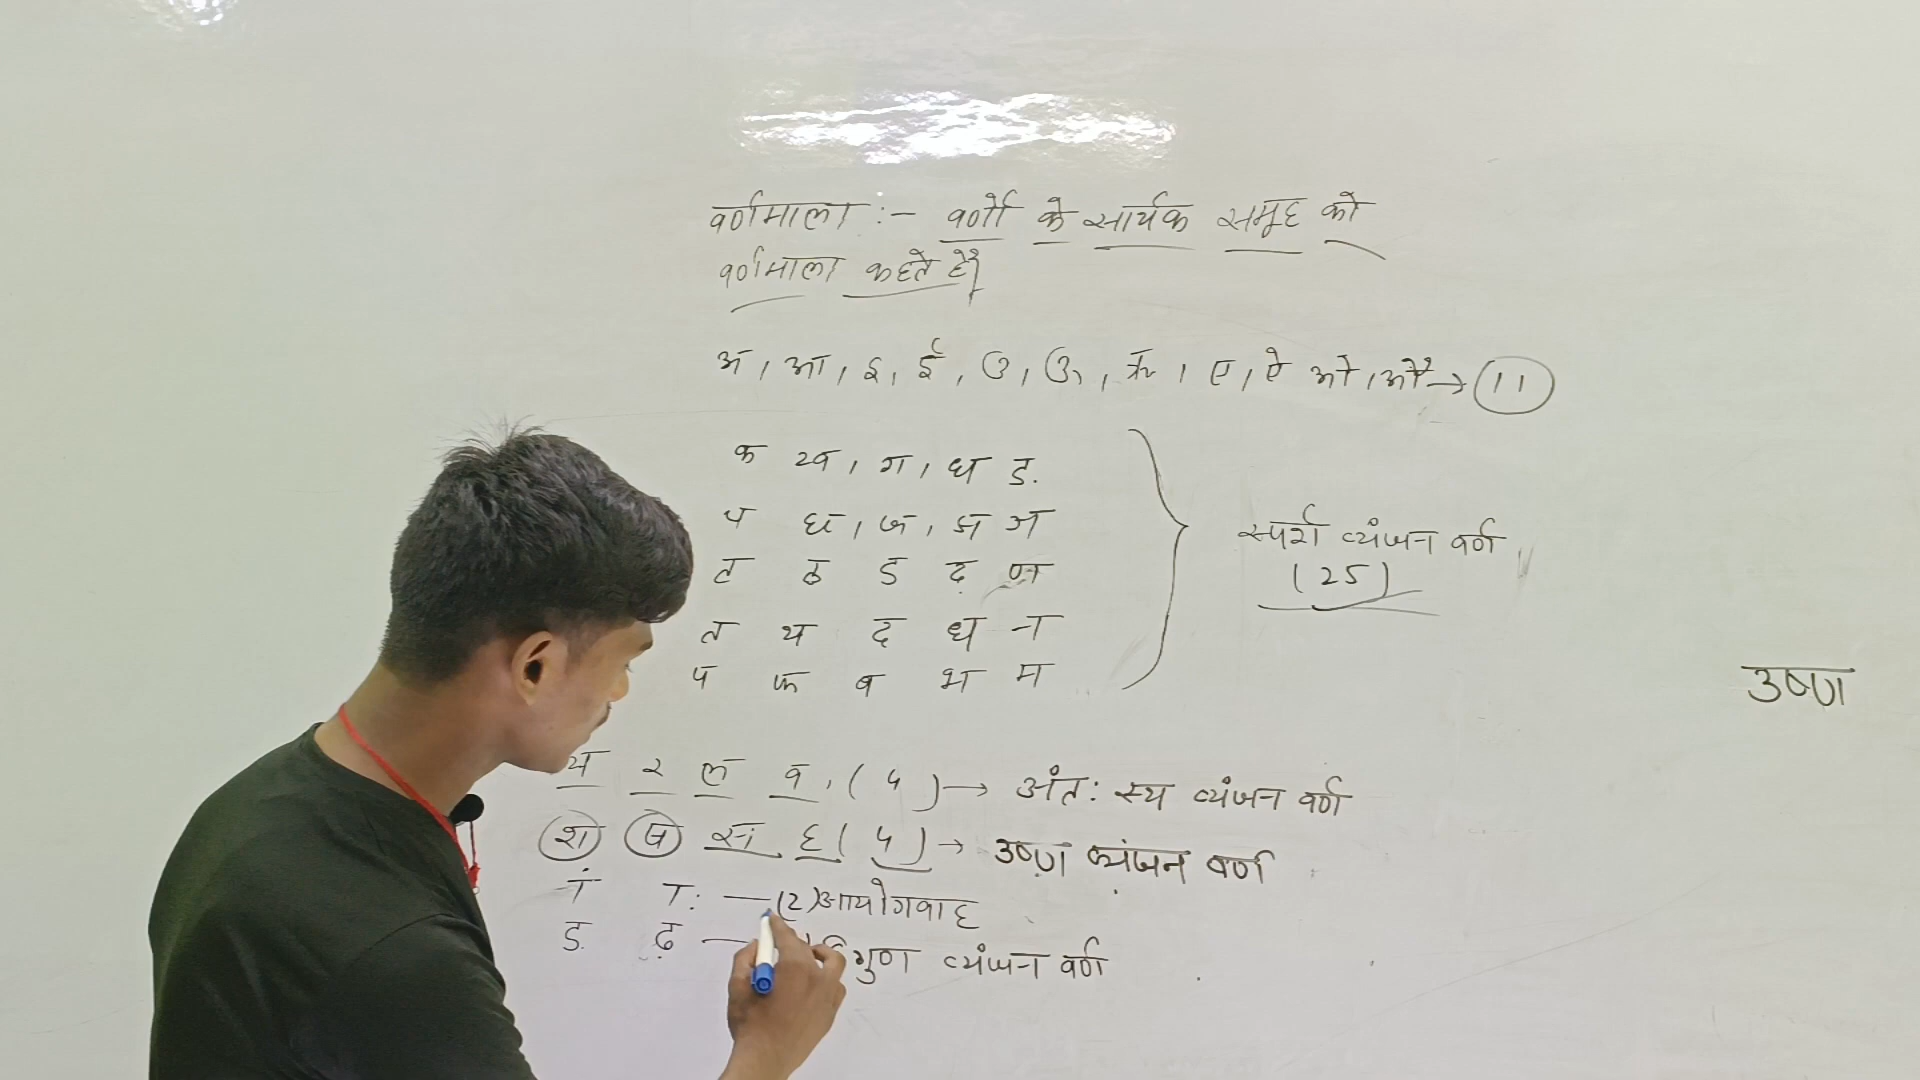 वर्णमाला :- वर्णों के सार्थक समूह को
वर्णमाला कहते हैं।
अ, आ, इ, ई, उ, ऊ, ऋ, ए, ऐ ओ, औ → 11
क ख, ग, घ ङ
च छ, ज, झ ञ
ट ठ ड ढ ण
त थ द ध न
प फ ब भ म
स्पर्श व्यंजन वर्ण
(25)
उष्ण
य र ल व, (4) → अंत: स्थ व्यंजन वर्ण
श ष स ह (4) → उष्ण व्यंजन वर्ण
ां ा: — (2) आयोगवाह
ड़ ढ़ — गुण व्यंजन वर्ण